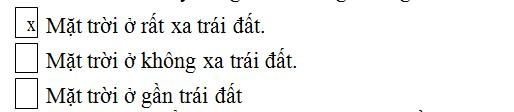 x Mặt trời ở rất xa trái đất.
Mặt trời ở không xa trái đất.
Mặt trời ở gần trái đất